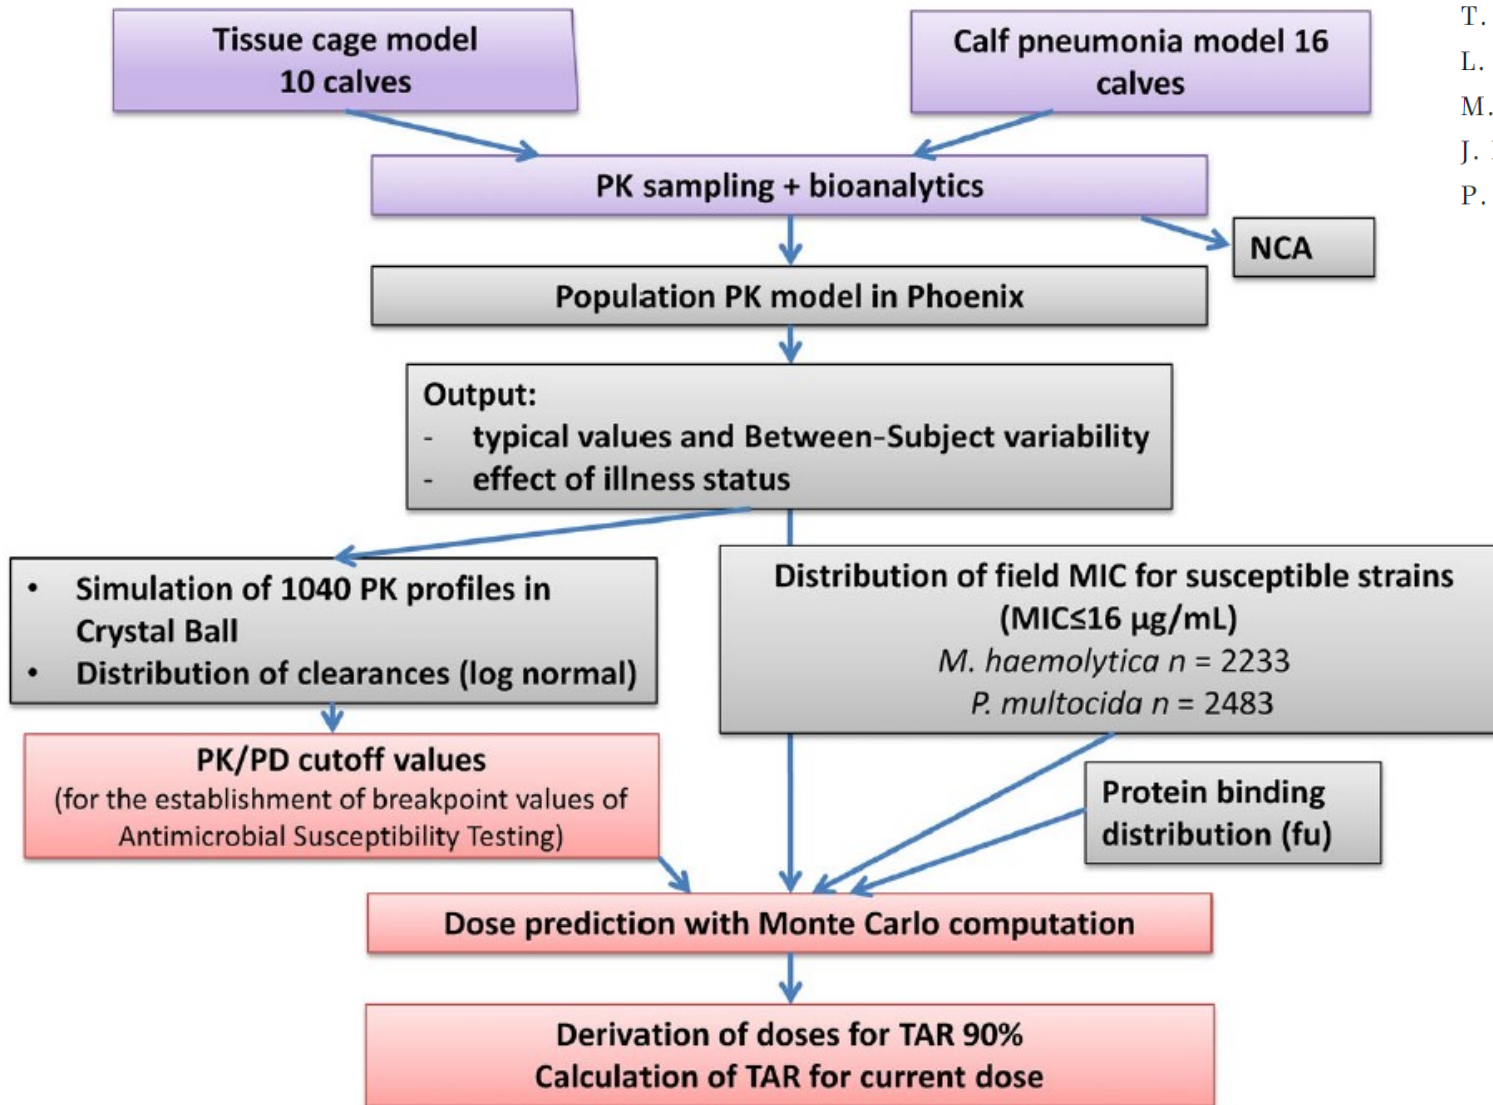 Tissue cage model
10 calves
Calf pneumonia model 16
calves
T.
L.
M.
J.
P.
PK sampling + bioanalytics
NCA
Population PK model in Phoenix
Output:
- typical values and Between-Subject variability
- effect of illness status
• Simulation of 1040 PK profiles in
Crystal Ball
• Distribution of clearances (log normal)
Distribution of field MIC for susceptible strains
(MIC≤16 µg/mL)
M. haemolytica n = 2233
P. multocida n = 2483
PK/PD cutoff values
(for the establishment of breakpoint values of
Antimicrobial Susceptibility Testing)
Protein binding
distribution (fu)
Dose prediction with Monte Carlo computation
Derivation of doses for TAR 90%
Calculation of TAR for current dose